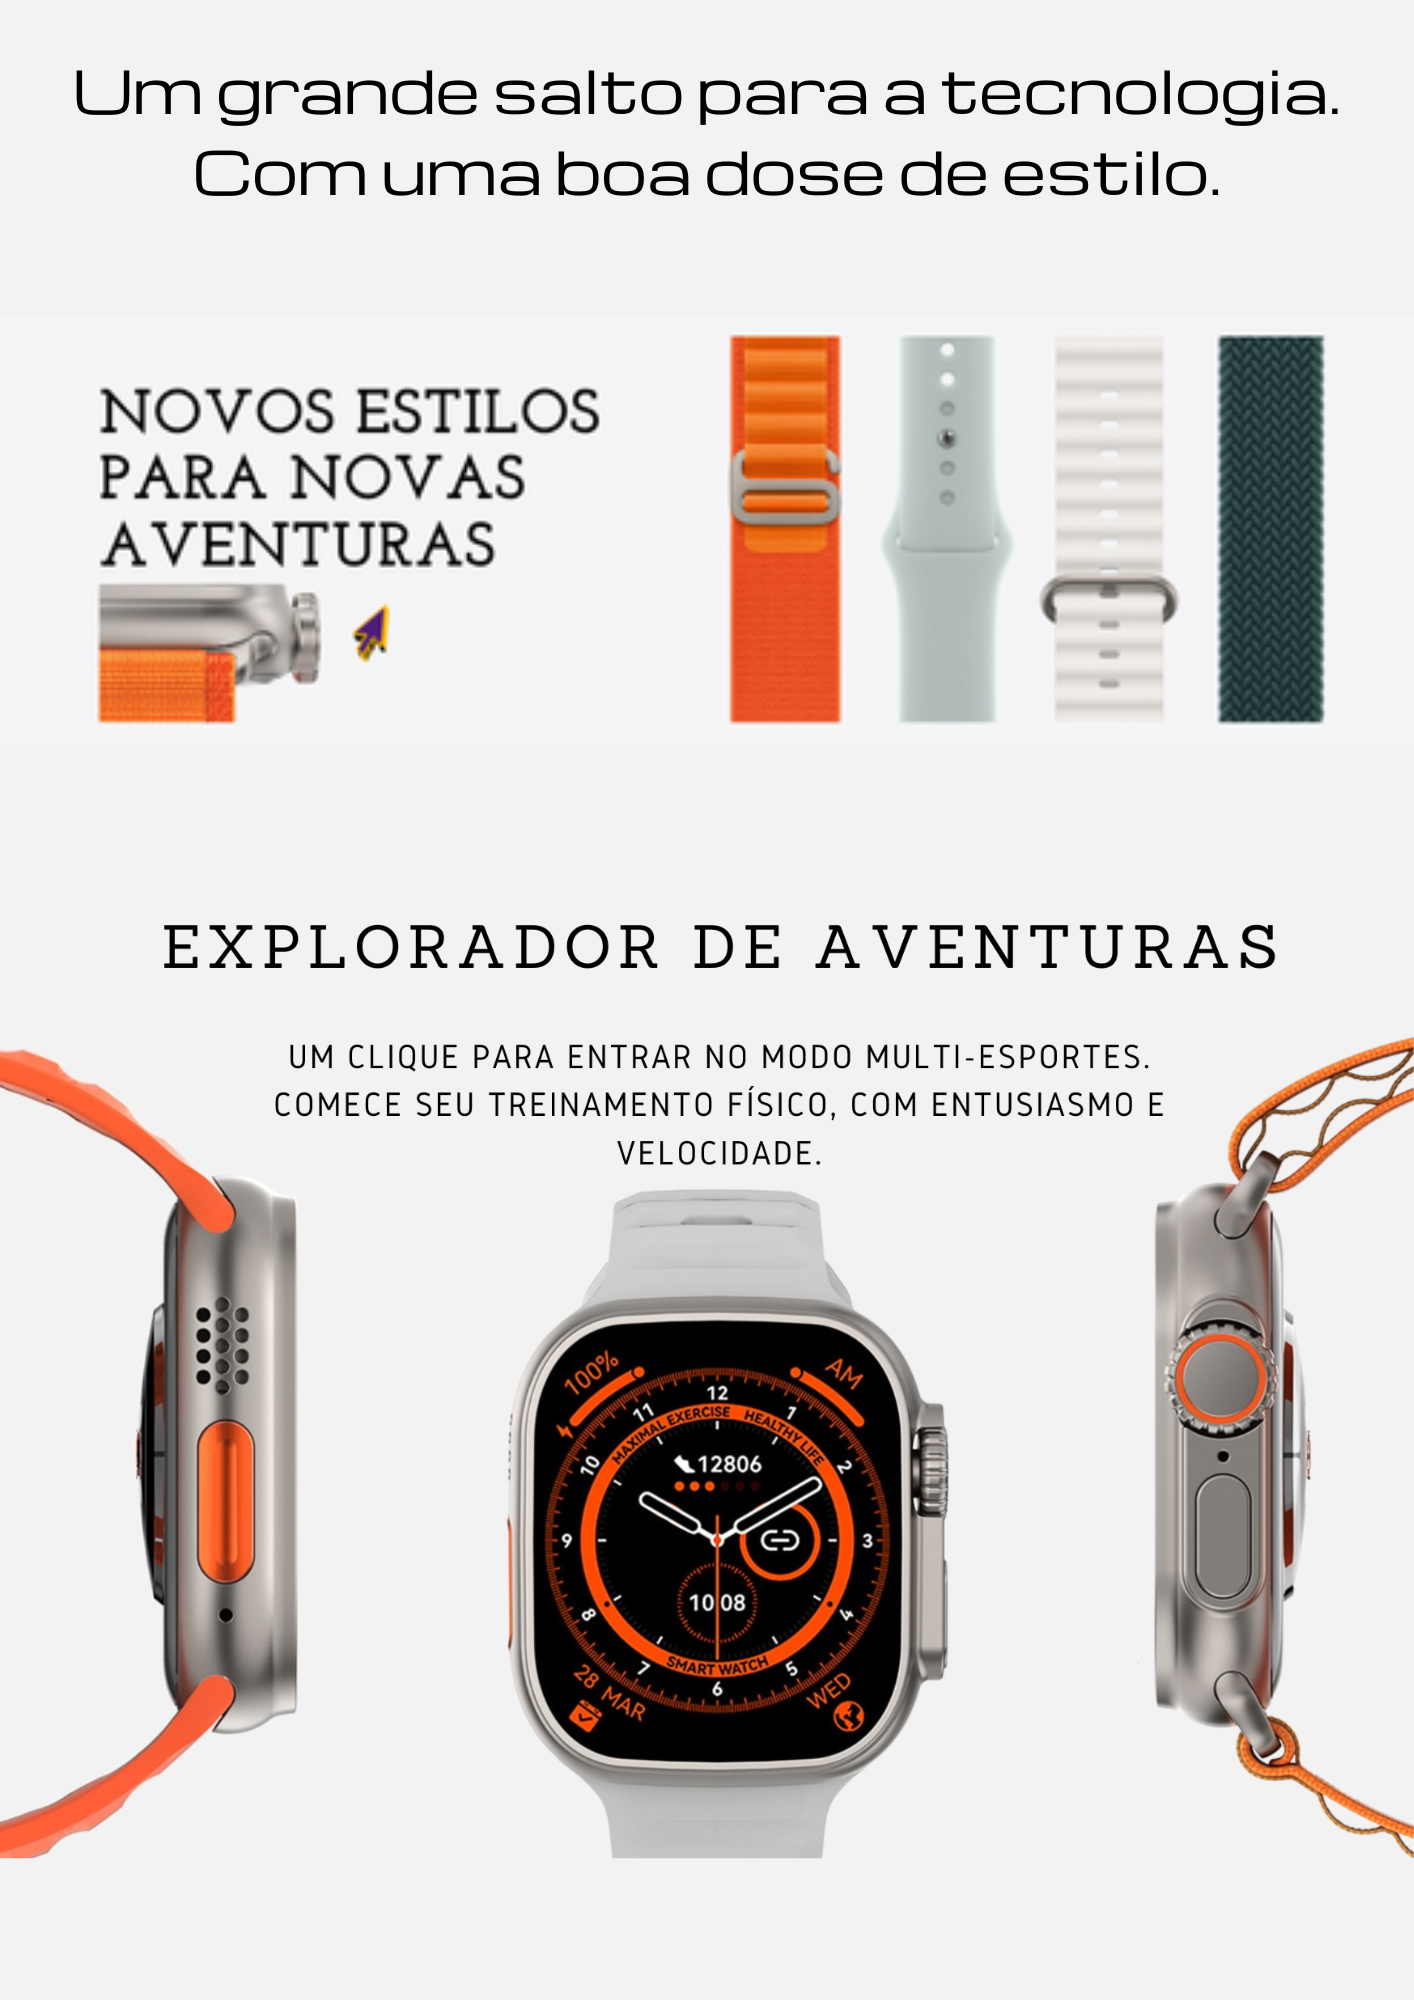 Um grande salto para a tecnologia.
Com uma boa dose de estilo.
NOVOS ESTILOS
PARA NOVAS
AVENTURAS
EXPLORADOR DE AVENTURAS
UM CLIQUE PARA ENTRAR NO MODO MULTI-ESPORTES.
COMECE SEU TREINAMENTO FÍSICO, COM ENTUSIASMO E
VELOCIDADE.
100%
AM
12
11
1
MAXIMAL EXERCISE
HEALTHY LIFE
12806
10
2
9
3
10 08
8
4
7
5
SMART WATCH
6
28 MAR
WED